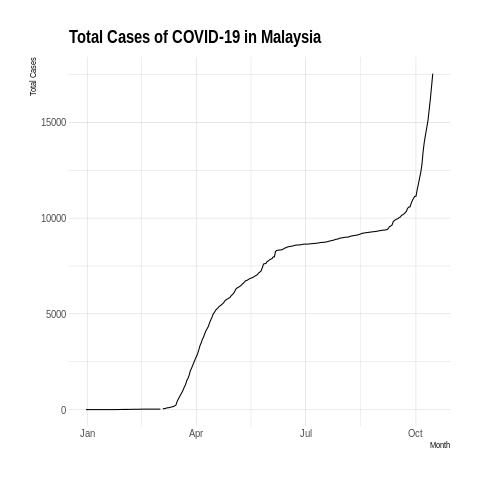 Total Cases of COVID-19 in Malaysia
Total Cases
15000
10000
5000
0
Jan Apr Jul Oct
Month